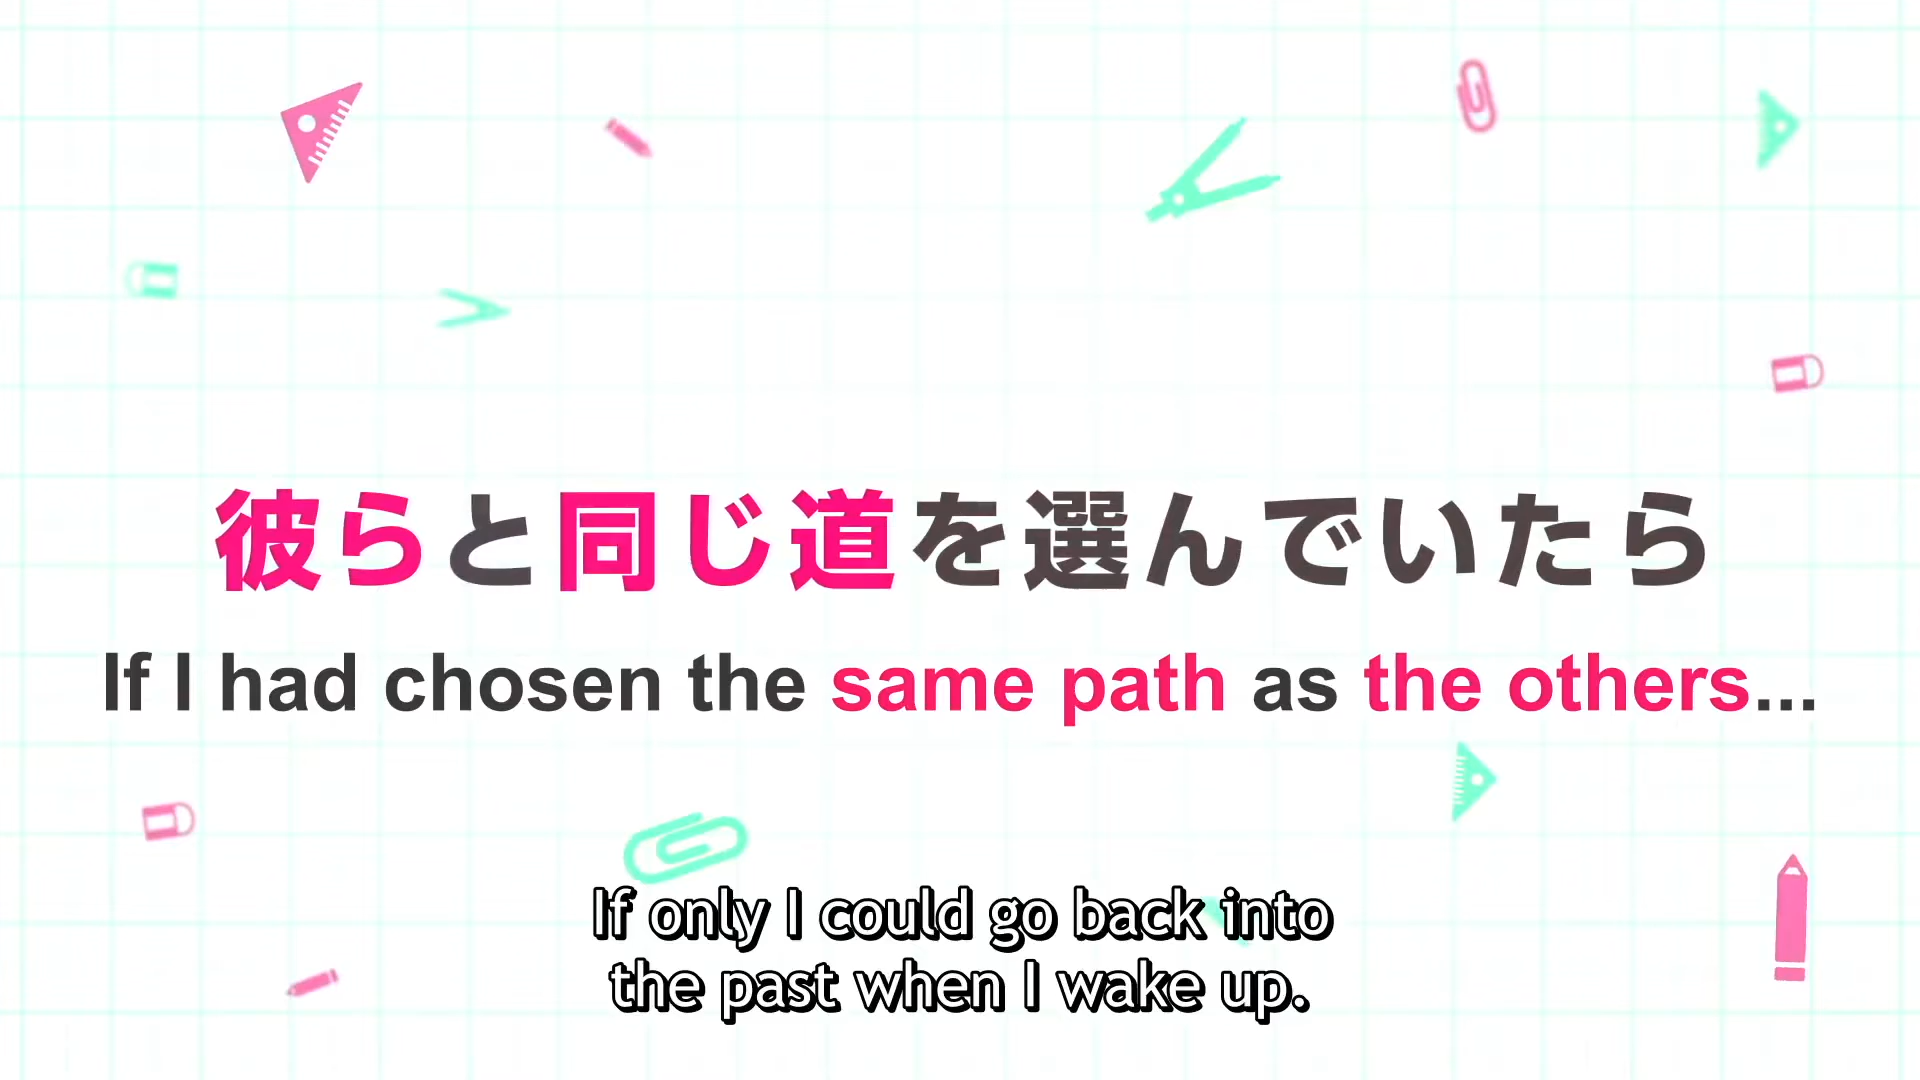 彼らと同じ道を選んでいたら
If I had chosen the same path as the others...
If only I could go back into
the past when I wake up.